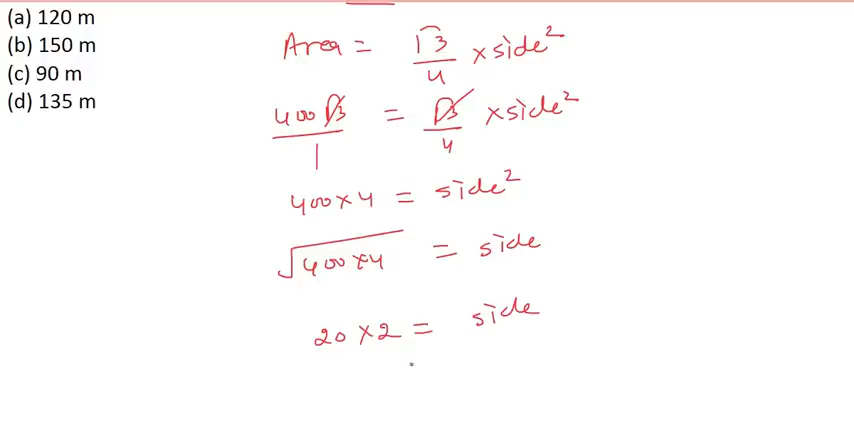 (a) 120 m
(b) 150 m
(c) 90 m
(d) 135 m
Area = √3/4 × side²
400√3/1 = √3/4 × side²
400 × 4 = side²
√400 × 4 = side
20 × 2 = side